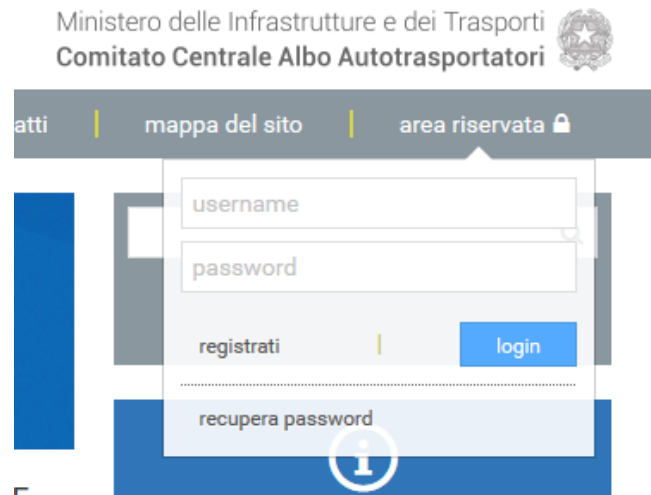 Ministero delle Infrastrutture e dei Trasporti
Comitato Centrale Albo Autotrasportatori
atti | mappa del sito | area riservata
username
password
registrati | login
recupera password